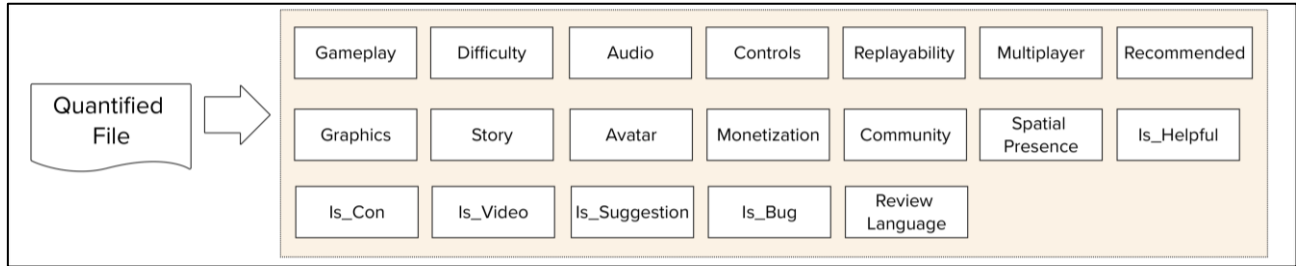 Quantified
File
Gameplay
Difficulty
Audio
Controls
Replayability
Multiplayer
Recommended
Graphics
Story
Avatar
Monetization
Community
Spatial
Presence
Is_Helpful
Is_Con
Is_Video
Is_Suggestion
Is_Bug
Review
Language